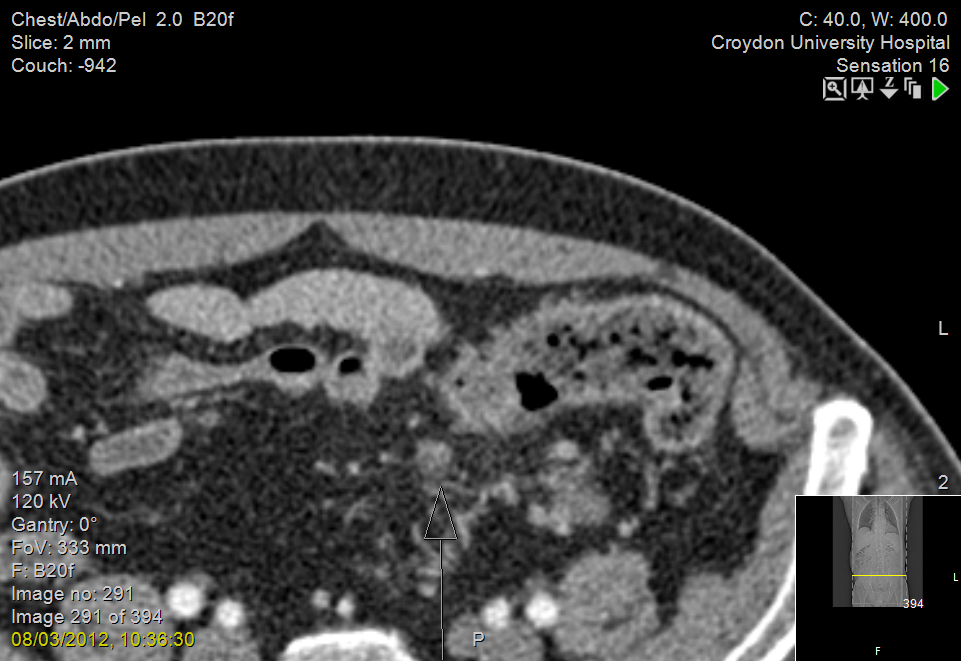 Chest/Abdo/Pel 2.0 B20f
Slice: 2 mm
Couch: -942
C: 40.0, W: 400.0
Croydon University Hospital
Sensation 16
Z
L
2
157 mA
120 kV
Gantry: 0°
FoV: 333 mm
F: B20f
Image no: 291
Image 291 of 394
08/03/2012, 10:36:30
P
L
394
F